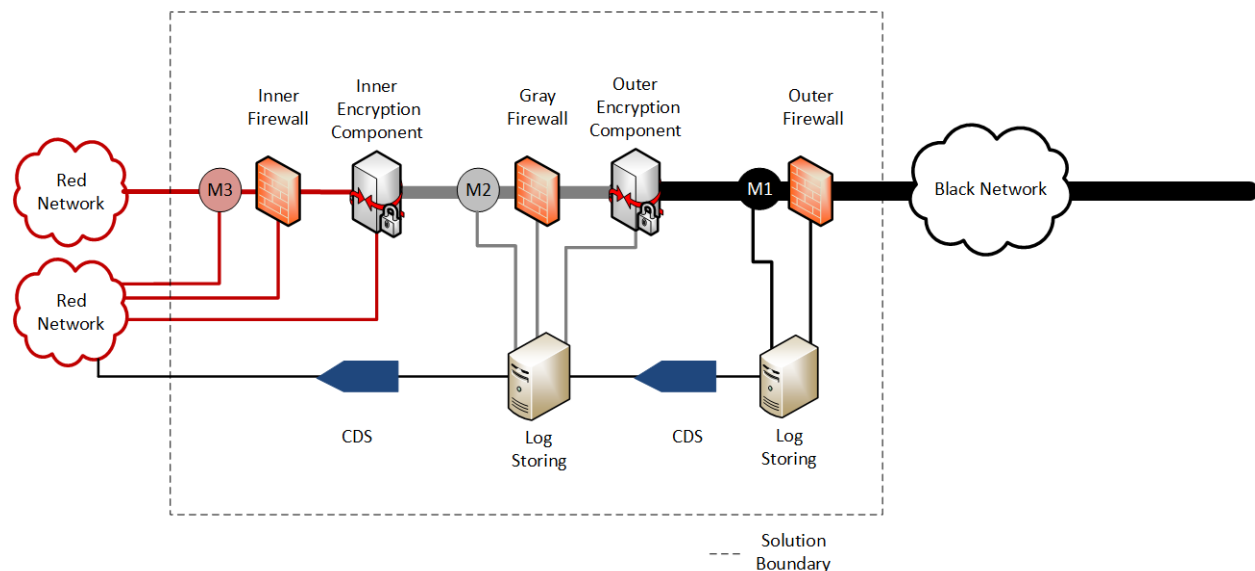 Inner
Firewall
Inner
Encryption
Component
Gray
Firewall
Outer
Encryption
Component
Outer
Firewall
Red
Network
M3
M2
M1
Black Network
Red
Network
CDS
Log
Storing
CDS
Log
Storing
Solution
Boundary